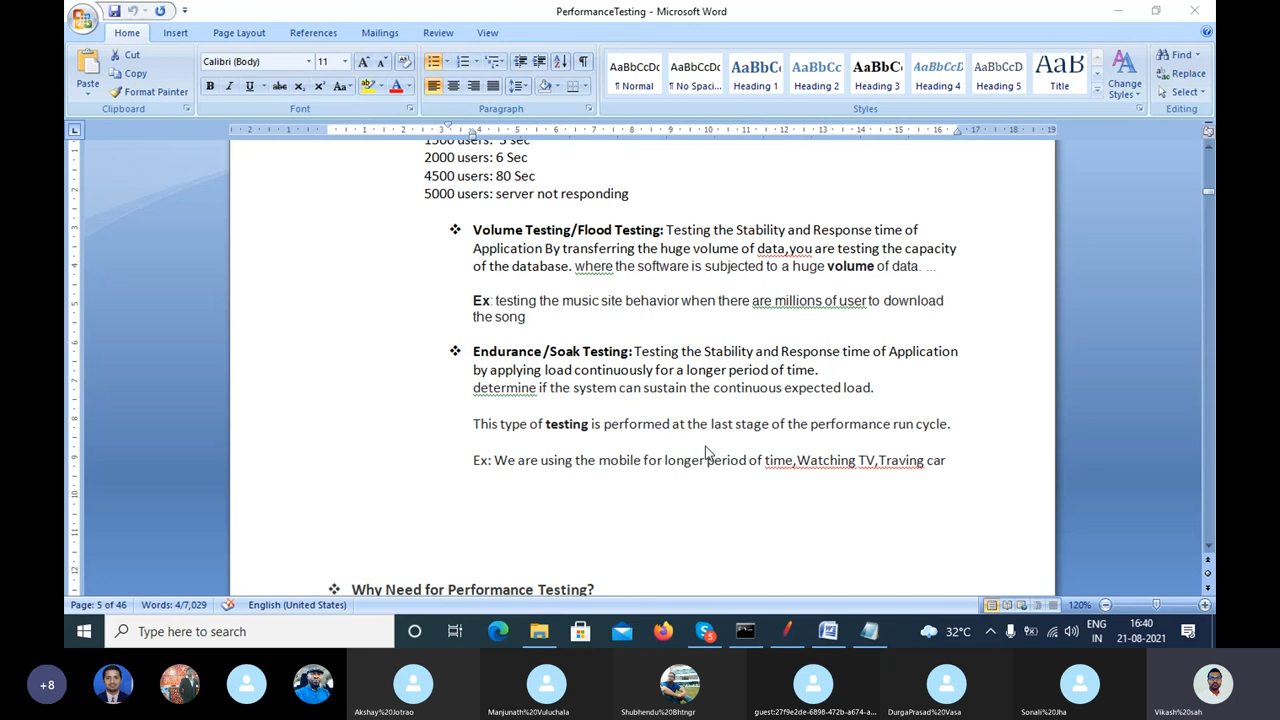 PerformanceTesting - Microsoft Word
Home Insert Page Layout References Mailings Review View
Paste
Cut
Copy
Format Painter
Clipboard
Calibri (Body) 11
Font
Paragraph
AaBbCcDc AaBbCcDc AaBbC AaBbCc AaBbC AaBbCc AaBbCcD AaB
¶ Normal ¶ No Spaci... Heading 1 Heading 2 Heading 3 Heading 4 Heading 5 Title
Styles
Change Styles
Find
Replace
Select
Editing
1500 users: 3 sec
2000 users: 6 Sec
4500 users: 80 Sec
5000 users: server not responding
❖ Volume Testing/Flood Testing: Testing the Stability and Response time of
Application By transferring the huge volume of data,you are testing the capacity
of the database. where the software is subjected to a huge volume of data. ...
Ex: testing the music site behavior when there are millions of user to download
the song
❖ Endurance /Soak Testing: Testing the Stability and Response time of Application
by applying load continuously for a longer period of time.
determine if the system can sustain the continuous expected load.
This type of testing is performed at the last stage of the performance run cycle.
Ex: We are using the mobile for longer period of time,Watching TV,Traving car
❖ Why Need for Performance Testing?
Page: 5 of 46 Words: 4/7,029 English (United States) 120%
Type here to search
32°C
ENG
IN
16:40
21-08-2021
+8
Akshay%20Jotrao
Manjunath%20Vuluchala
Shubhendu%20Bhtngr
guest:27f9e2de-6898-472b-a674-a...
DurgaPrasad%20Vasa
Sonali%20Jha
Vikash%20sah